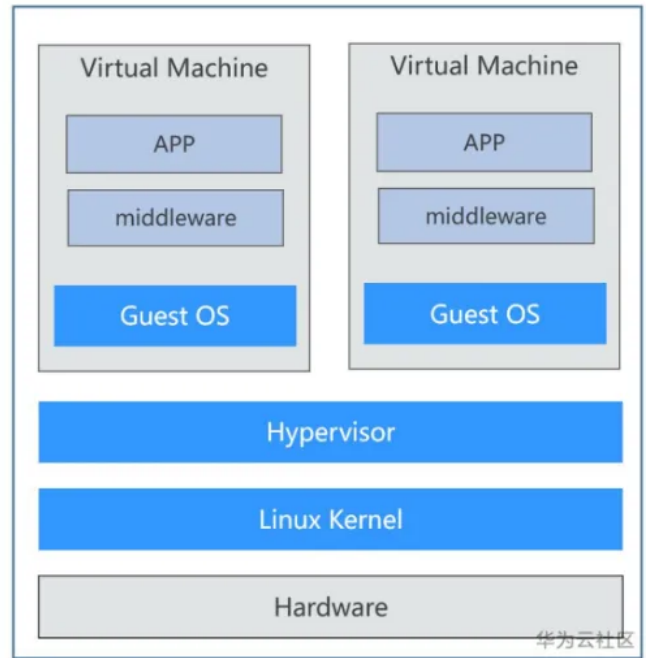 Virtual Machine
APP
middleware
Guest OS
Virtual Machine
APP
middleware
Guest OS
Hypervisor
Linux Kernel
Hardware
华为云社区